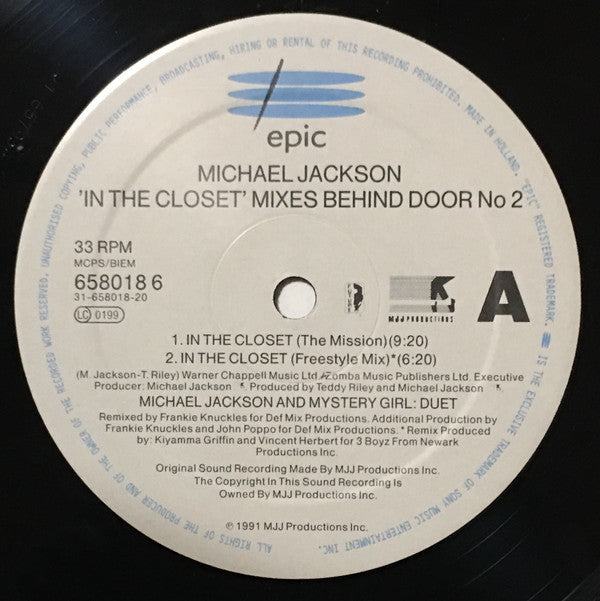 epic
MICHAEL JACKSON
'IN THE CLOSET' MIXES BEHIND DOOR No 2
33 RPM
MCPS/BIEM
658018 6
31-658018-20
LC 0199
MJJ PRODUCTIONS
A
1. IN THE CLOSET (The Mission)(9:20)
2. IN THE CLOSET (Freestyle Mix)*(6:20)
(M. Jackson-T. Riley) Warner Chappell Music Ltd./Zomba Music Publishers Ltd. Executive
Producer: Michael Jackson . Produced by Teddy Riley and Michael Jackson
MICHAEL JACKSON AND MYSTERY GIRL: DUET
Remixed by Frankie Knuckles for Def Mix Productions. Additional Production by
Frankie Knuckles and John Poppo for Def Mix Productions. * Remix Produced
by: Kiyamma Griffin and Vincent Herbert for 3 Boyz From Newark
Productions Inc.
Original Sound Recording Made By MJJ Productions Inc.
The Copyright In This Sound Recording Is
Owned By MJJ Productions Inc.
℗ 1991 MJJ Productions Inc.
ALL RIGHTS OF THE PRODUCER AND OF THE OWNER OF THE RECORDED WORK RESERVED. UNAUTHORISED COPYING, PUBLIC PERFORMANCE, BROADCASTING, HIRING OR RENTAL OF THIS RECORDING PROHIBITED. MADE IN HOLLAND. "EPIC" REGISTERED TRADEMARK. IS THE EXCLUSIVE TRADEMARK OF SONY MUSIC ENTERTAINMENT INC.